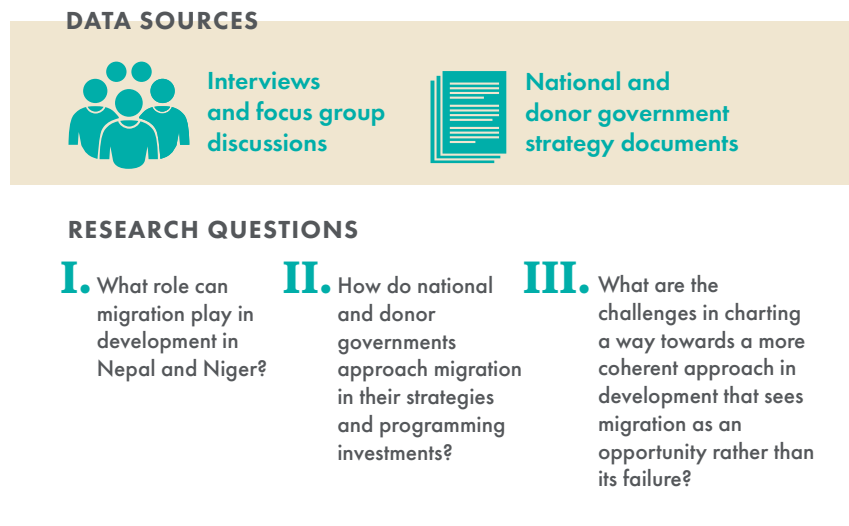 DATA SOURCES
Interviews
and focus group
discussions
National and
donor government
strategy documents
RESEARCH QUESTIONS
I. What role can
migration play in
development in
Nepal and Niger?
II. How do national
and donor
governments
approach migration
in their strategies
and programming
investments?
III. What are the
challenges in charting
a way towards a more
coherent approach in
development that sees
migration as an
opportunity rather than
its failure?